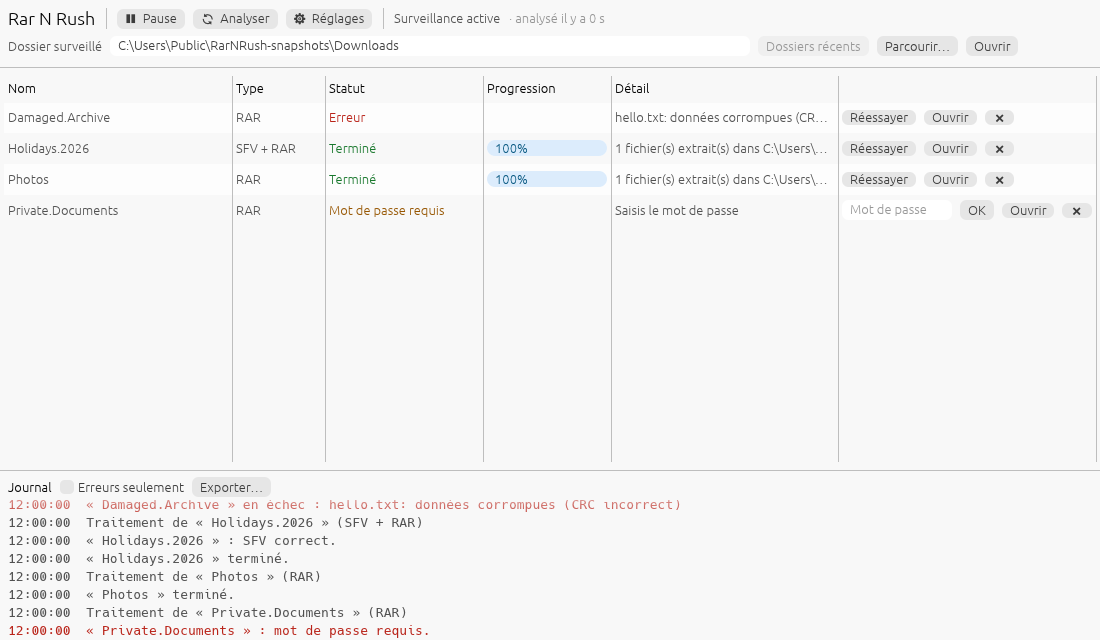 Rar N Rush Pause Analyser Réglages Surveillance active · analysé il y a 0 s
Dossier surveillé C:\Users\Public\RarNRush-snapshots\Downloads Dossiers récents Parcourir… Ouvrir
Nom Type Statut Progression Détail
Damaged.Archive RAR Erreur hello.txt: données corrompues (CR… Réessayer Ouvrir ×
Holidays.2026 SFV + RAR Terminé 100% 1 fichier(s) extrait(s) dans C:\Users\… Réessayer Ouvrir ×
Photos RAR Terminé 100% 1 fichier(s) extrait(s) dans C:\Users\… Réessayer Ouvrir ×
Private.Documents RAR Mot de passe requis Saisis le mot de passe Mot de passe OK Ouvrir ×
Journal Erreurs seulement Exporter…
12:00:00 « Damaged.Archive » en échec : hello.txt: données corrompues (CRC incorrect)
12:00:00 Traitement de « Holidays.2026 » (SFV + RAR)
12:00:00 « Holidays.2026 » : SFV correct.
12:00:00 « Holidays.2026 » terminé.
12:00:00 Traitement de « Photos » (RAR)
12:00:00 « Photos » terminé.
12:00:00 Traitement de « Private.Documents » (RAR)
12:00:00 « Private.Documents » : mot de passe requis.